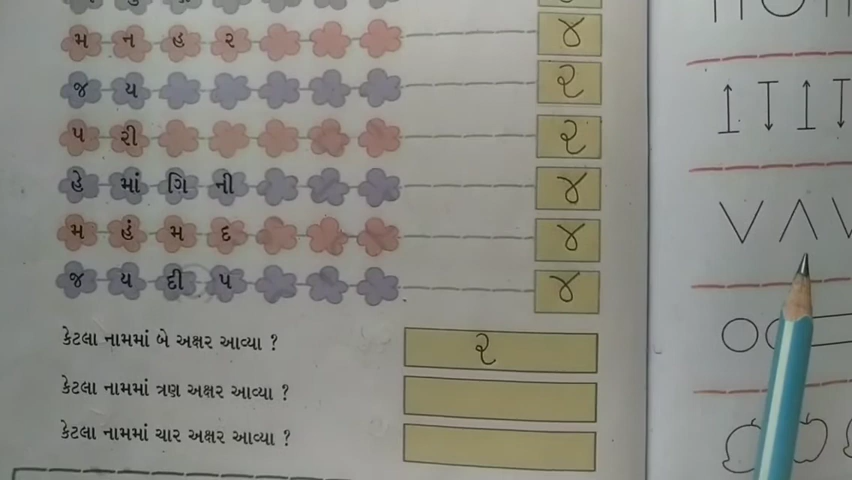 મ ન હ ર ૪
જ ય ૨
પ રી ૨
હે માં ગિ ની ૪
મ હં મ દ ૪
જ ય દી પ ૪
કેટલા નામમાં બે અક્ષર આવ્યા ? ૨
કેટલા નામમાં ત્રણ અક્ષર આવ્યા ?
કેટલા નામમાં ચાર અક્ષર આવ્યા ?